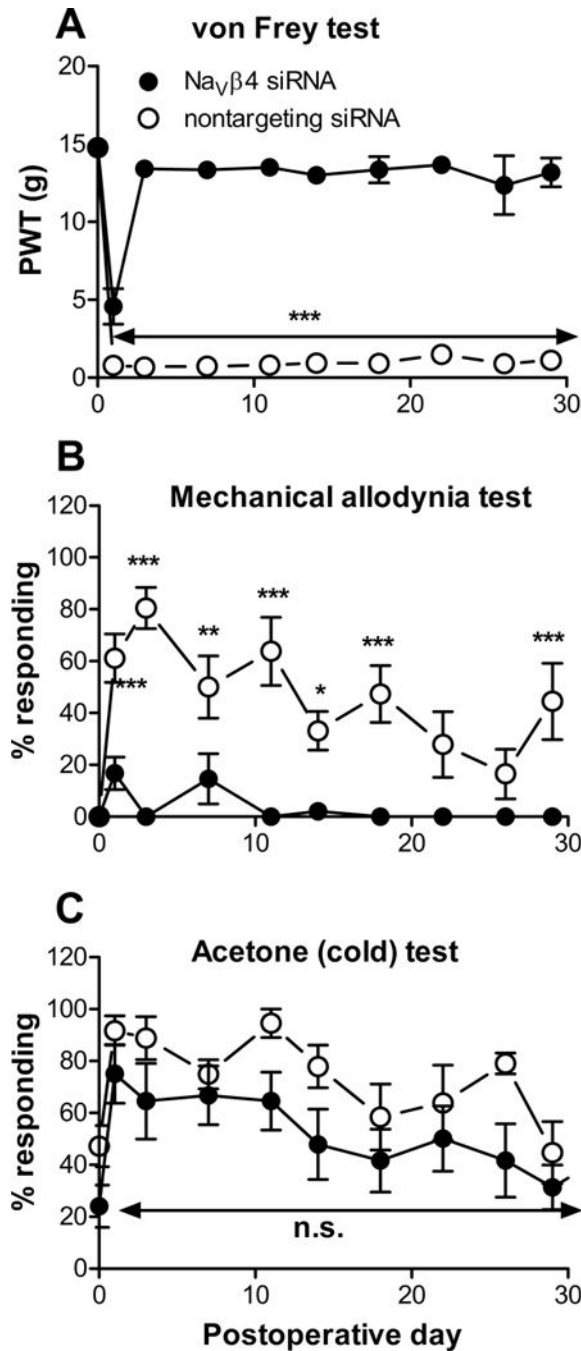 A
von Frey test
20
15
10
5
0
PWT (g)
Na_Vβ4 siRNA
nontargeting siRNA
***
0 10 20 30
B
Mechanical allodynia test
120
100
80
60
40
20
0
% responding
*** *** ** *** * *** ***
0 10 20 30
C
Acetone (cold) test
120
100
80
60
40
20
0
% responding
n.s.
0 10 20 30
Postoperative day